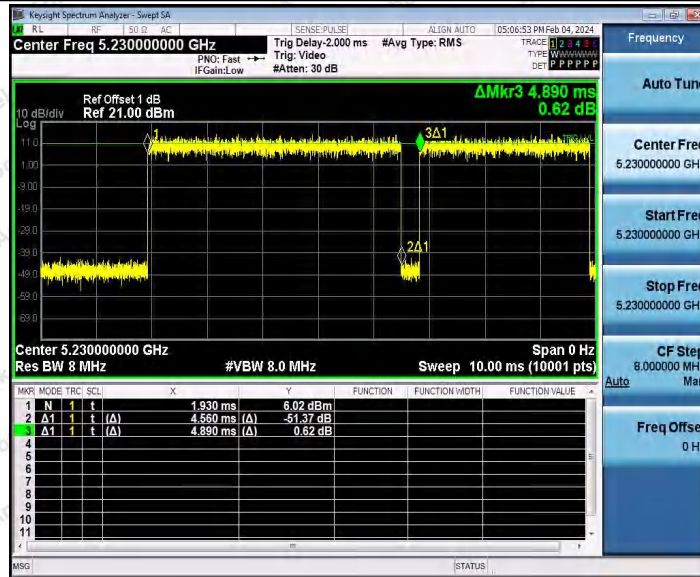 Keysight Spectrum Analyzer - Swept SA
RL RF 50 Ω AC SENSE:PULSE ALIGN AUTO 05:06:53 PM Feb 04, 2024
Center Freq 5.230000000 GHz
PNO: Fast
IFGain:Low
Trig Delay-2.000 ms
Trig: Video
#Atten: 30 dB
#Avg Type: RMS
TRACE 1 2 3 4 5 6
TYPE WWWWWW
DET P P P P P P
ΔMkr3 4.890 ms
0.62 dB
Ref Offset 1 dB
10 dB/div Ref 21.00 dBm
Log
11.0
1.00
-9.00
-19.0
-29.0
-39.0
-49.0
-59.0
-69.0
1
3Δ1
2Δ1
Center 5.230000000 GHz Span 0 Hz
Res BW 8 MHz #VBW 8.0 MHz Sweep 10.00 ms (10001 pts)
MKR MODE TRC SCL X Y FUNCTION FUNCTION WIDTH FUNCTION VALUE
1 N 1 t 1.930 ms 6.02 dBm
2 Δ1 1 t (Δ) 4.560 ms (Δ) -51.37 dB
3 Δ1 1 t (Δ) 4.890 ms (Δ) 0.62 dB
4
5
6
7
8
9
10
11
MSG STATUS
Frequency
Auto Tun
Center Fre
5.230000000 GH
Start Fre
5.230000000 GH
Stop Fre
5.230000000 GH
CF Ste
8.000000 MH
Auto Ma
Freq Offse
0 H